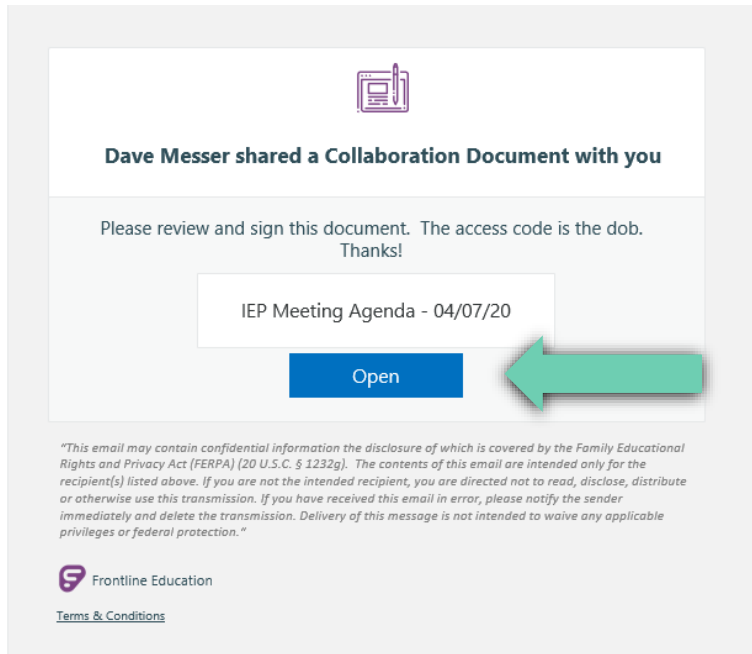 Dave Messer shared a Collaboration Document with you
Please review and sign this document.  The access code is the dob.
Thanks!
IEP Meeting Agenda - 04/07/20
Open
“This email may contain confidential information the disclosure of which is covered by the Family Educational
Rights and Privacy Act (FERPA) (20 U.S.C. § 1232g).  The contents of this email are intended only for the
recipient(s) listed above. If you are not the intended recipient, you are directed not to read, disclose, distribute
or otherwise use this transmission. If you have received this email in error, please notify the sender
immediately and delete the transmission. Delivery of this message is not intended to waive any applicable
privileges or federal protection.”
Frontline Education
Terms & Conditions